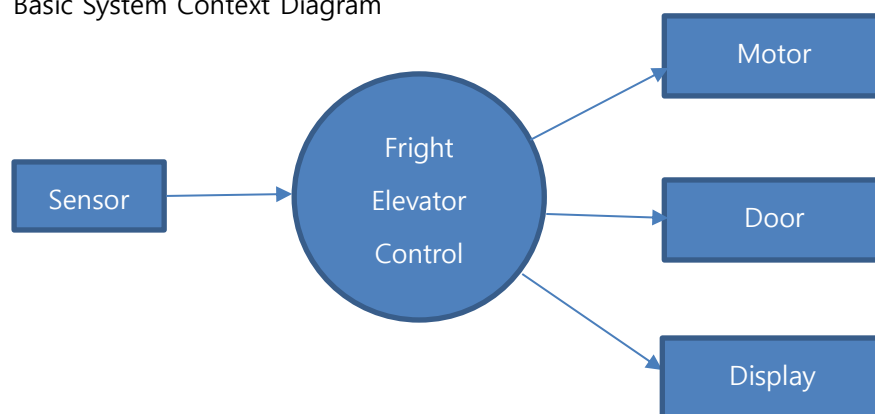 Basic System Context Diagram
Motor
Fright
Elevator
Control
Sensor
Door
Display